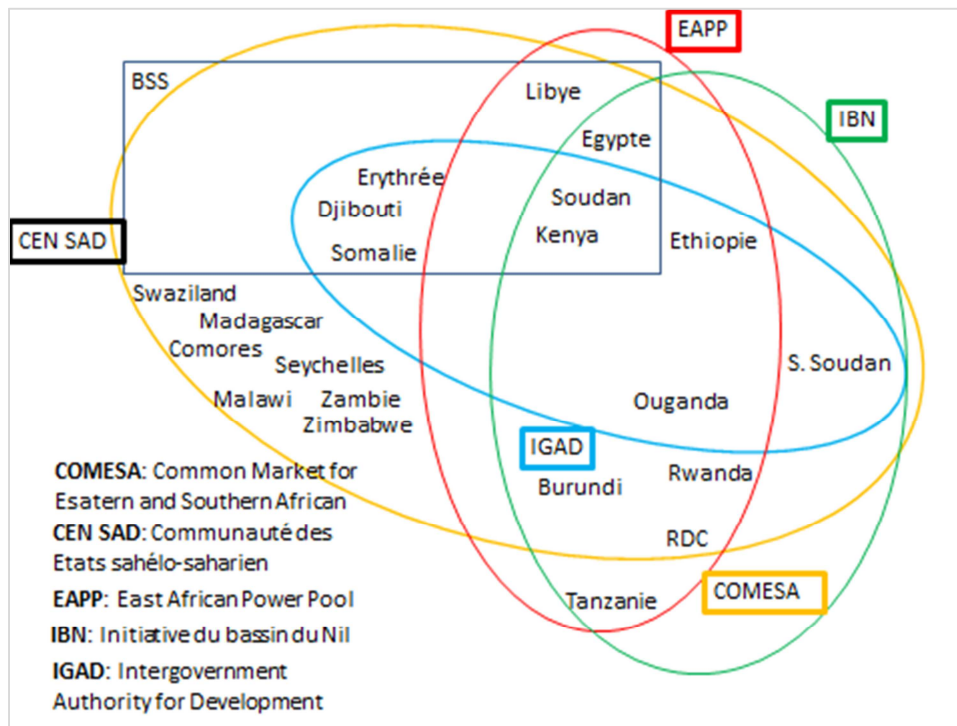 EAPP
BSS
Libye
IBN
Egypte
Erythrée
Soudan
Djibouti
CEN SAD
Kenya
Ethiopie
Somalie
Swaziland
Madagascar
Comores
Seychelles
S. Soudan
Malawi
Zambie
Ouganda
Zimbabwe
IGAD
Rwanda
Burundi
RDC
Tanzanie
COMESA
COMESA: Common Market for
Esatern and Southern African
CEN SAD: Communauté des
Etats sahélo-saharien
EAPP: East African Power Pool
IBN: Initiative du bassin du Nil
IGAD: Intergovernment
Authority for Development